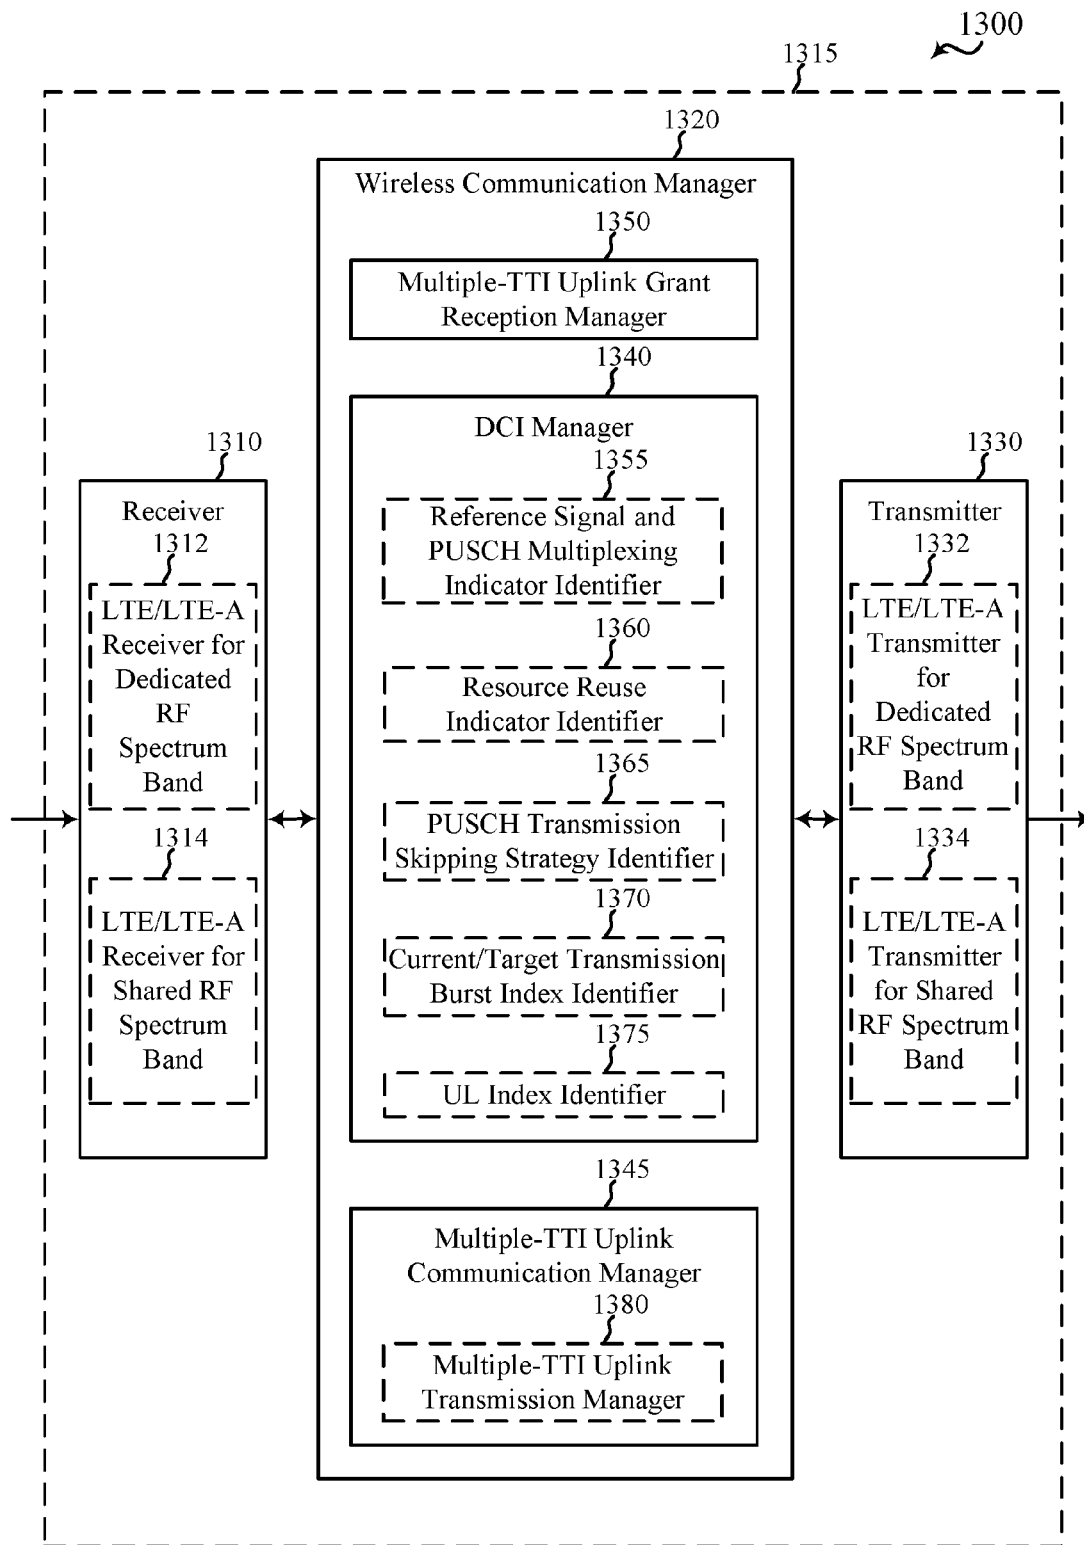 1300
1315
1320
Wireless Communication Manager
1350
Multiple-TTI Uplink Grant
Reception Manager
1340
DCI Manager
1355
Reference Signal and
PUSCH Multiplexing
Indicator Identifier
1360
Resource Reuse
Indicator Identifier
1365
PUSCH Transmission
Skipping Strategy Identifier
1370
Current/Target Transmission
Burst Index Identifier
1375
UL Index Identifier
1345
Multiple-TTI Uplink
Communication Manager
1380
Multiple-TTI Uplink
Transmission Manager
1310
Receiver
1312
LTE/LTE-A
Receiver for
Dedicated
RF
Spectrum
Band
1314
LTE/LTE-A
Receiver for
Shared RF
Spectrum
Band
1330
Transmitter
1332
LTE/LTE-A
Transmitter
for
Dedicated
RF Spectrum
Band
1334
LTE/LTE-A
Transmitter
for Shared
RF Spectrum
Band